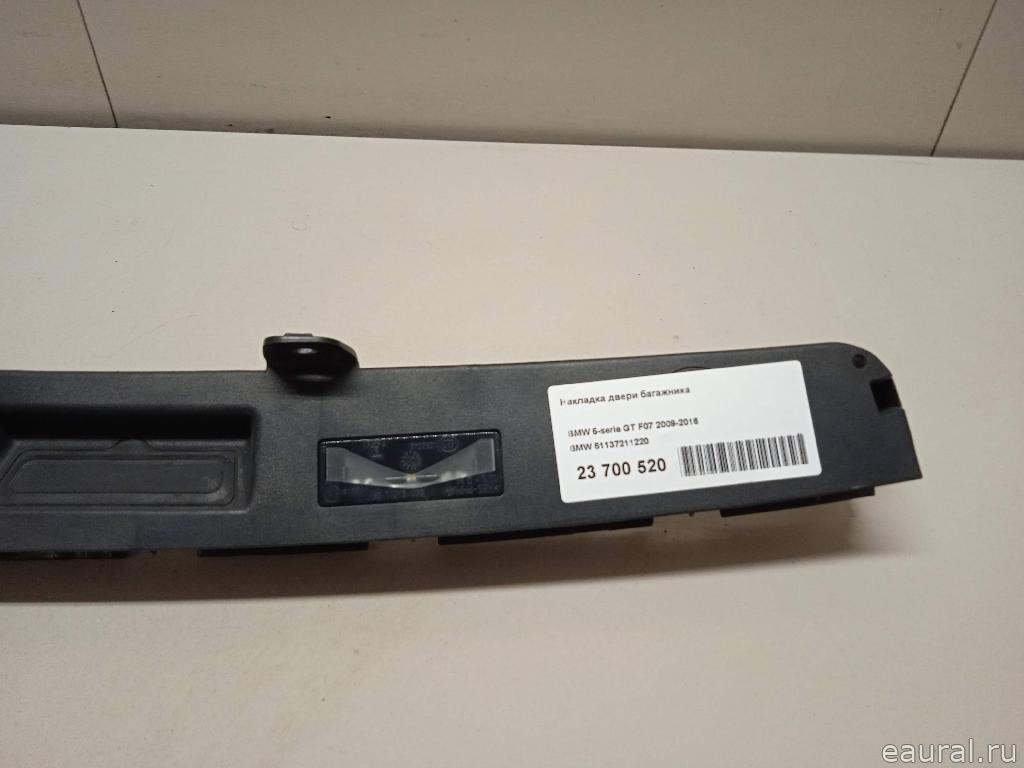 Накладка двери багажника
BMW 5-serie GT F07 2009-2016
BMW 51137211220
23 700 520
eaural.ru